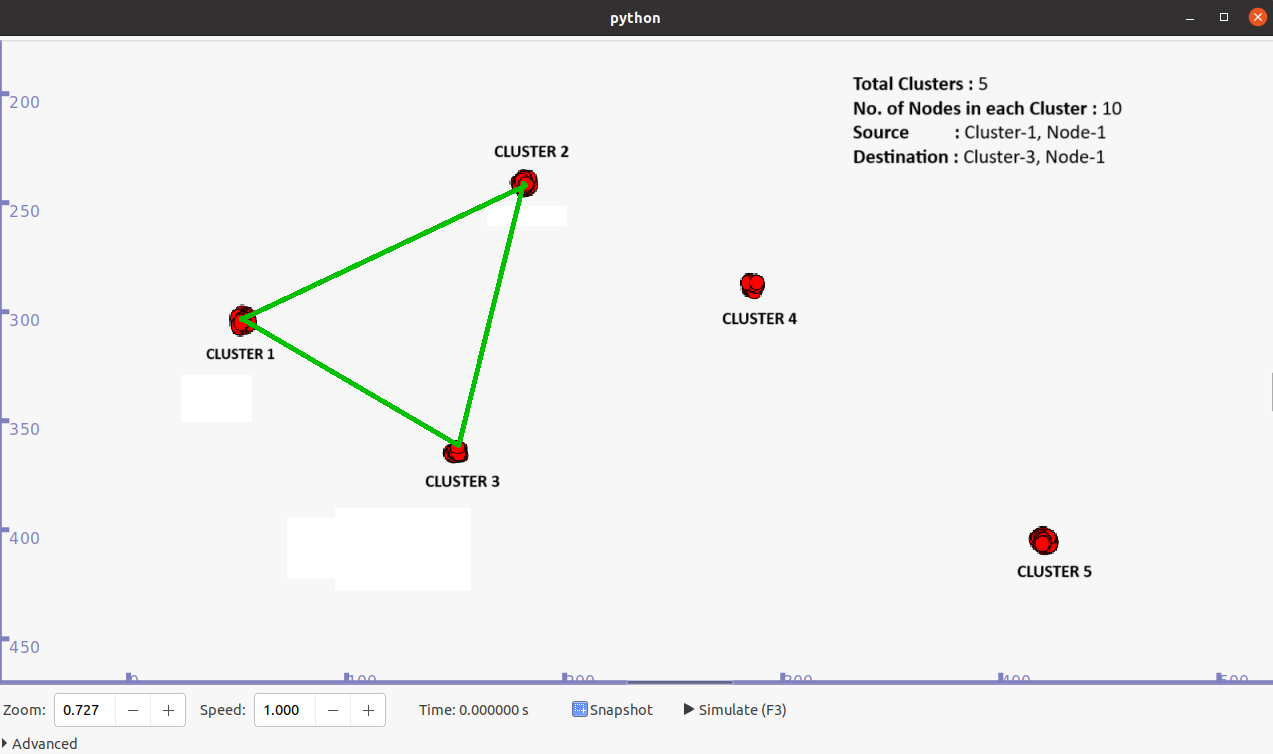 python
Total Clusters : 5
No. of Nodes in each Cluster : 10
Source : Cluster-1, Node-1
Destination : Cluster-3, Node-1
200
CLUSTER 2
250
CLUSTER 4
300
CLUSTER 1
350
CLUSTER 3
400
CLUSTER 5
450
0 100 200 300 400 500
Zoom: 0.727 − + Speed: 1.000 − + Time: 0.000000 s Snapshot Simulate (F3)
Advanced